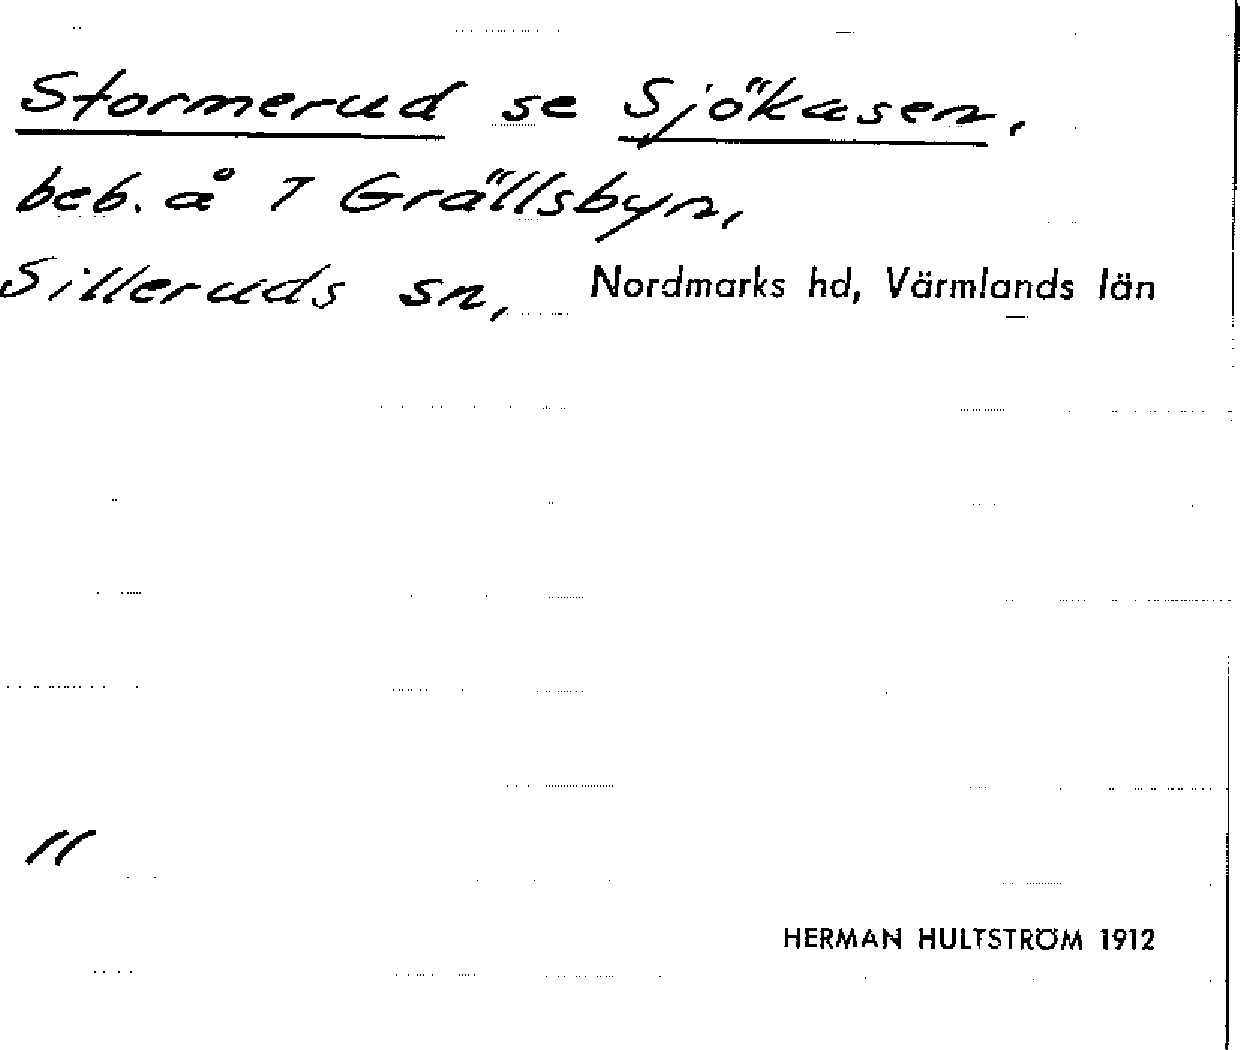 Stormerud se Sjökasen,
beb. å 7 Grällsbyn,
Silleruds sn, Nordmarks hd, Värmlands län
11
HERMAN HULTSTRÖM 1912